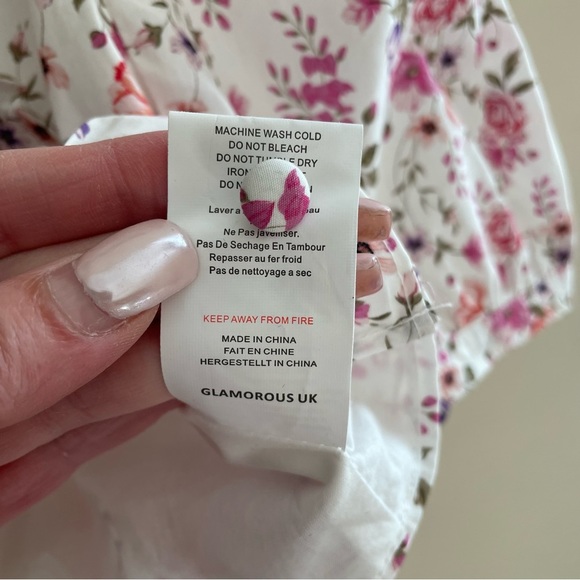 MACHINE WASH COLD
DO NOT BLEACH
DO NOT TUMBLE DRY
IRON
DO N
Laver a
Ne Pas Javelliser.
Pas De Sechage En Tambour
Repasser au fer froid
Pas de nettoyage a sec
KEEP AWAY FROM FIRE
MADE IN CHINA
FAIT EN CHINE
HERGESTELLT IN CHINA
GLAMOROUS UK